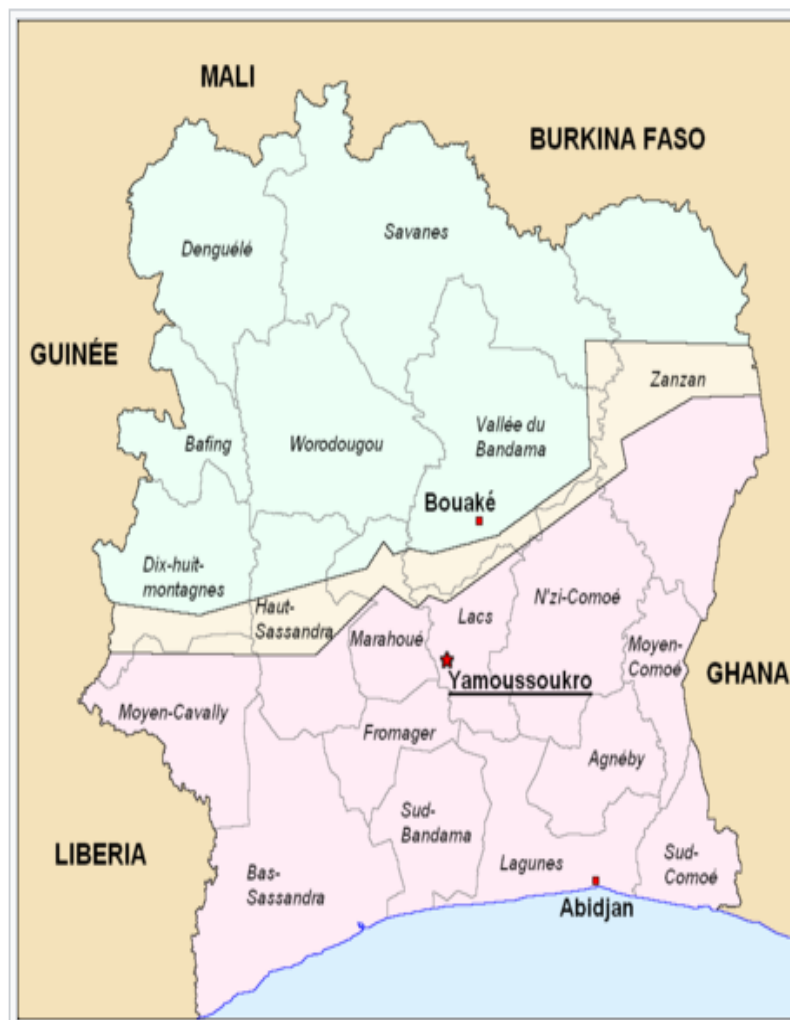 MALI
BURKINA FASO
Denguélé
Savanes
GUINÉE
Zanzan
Bafing
Worodougou
Vallée du
Bandama
Bouaké
Dix-huit-
montagnes
Haut-
Sassandra
Lacs
N'zi-Comoé
Marahoué
Moyen-
Comoé
GHANA
Yamoussoukro
Moyen-Cavally
Fromager
Agnéby
Sud-
Bandama
LIBERIA
Bas-
Sassandra
Lagunes
Sud-
Comoé
Abidjan